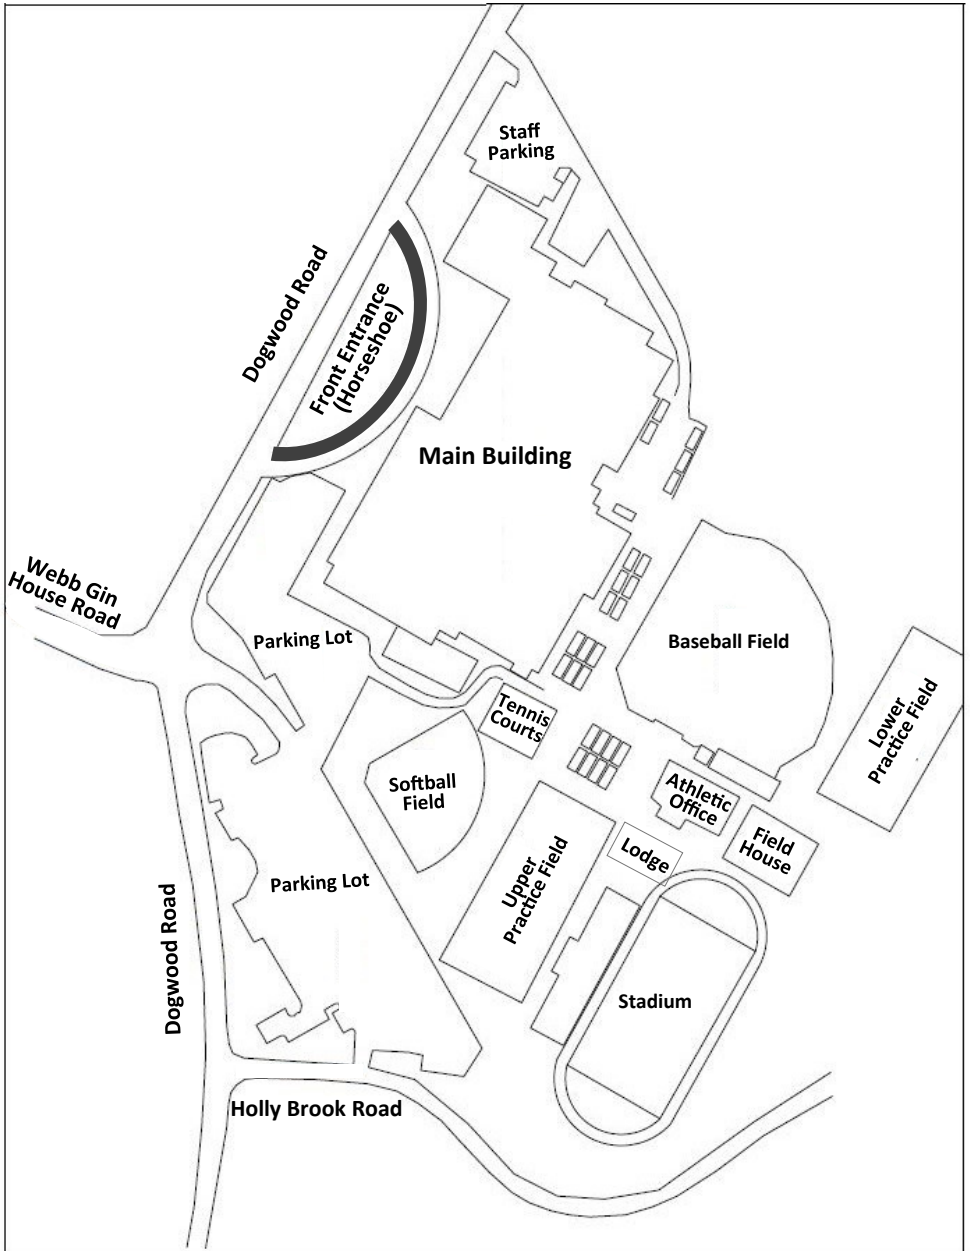 Staff
Parking
Dogwood Road
Front Entrance
(Horseshoe)
Main Building
Webb Gin
House Road
Parking Lot
Baseball Field
Lower
Practice Field
Tennis
Courts
Softball
Field
Athletic
Office
Field
House
Lodge
Upper
Practice Field
Parking Lot
Dogwood Road
Stadium
Holly Brook Road